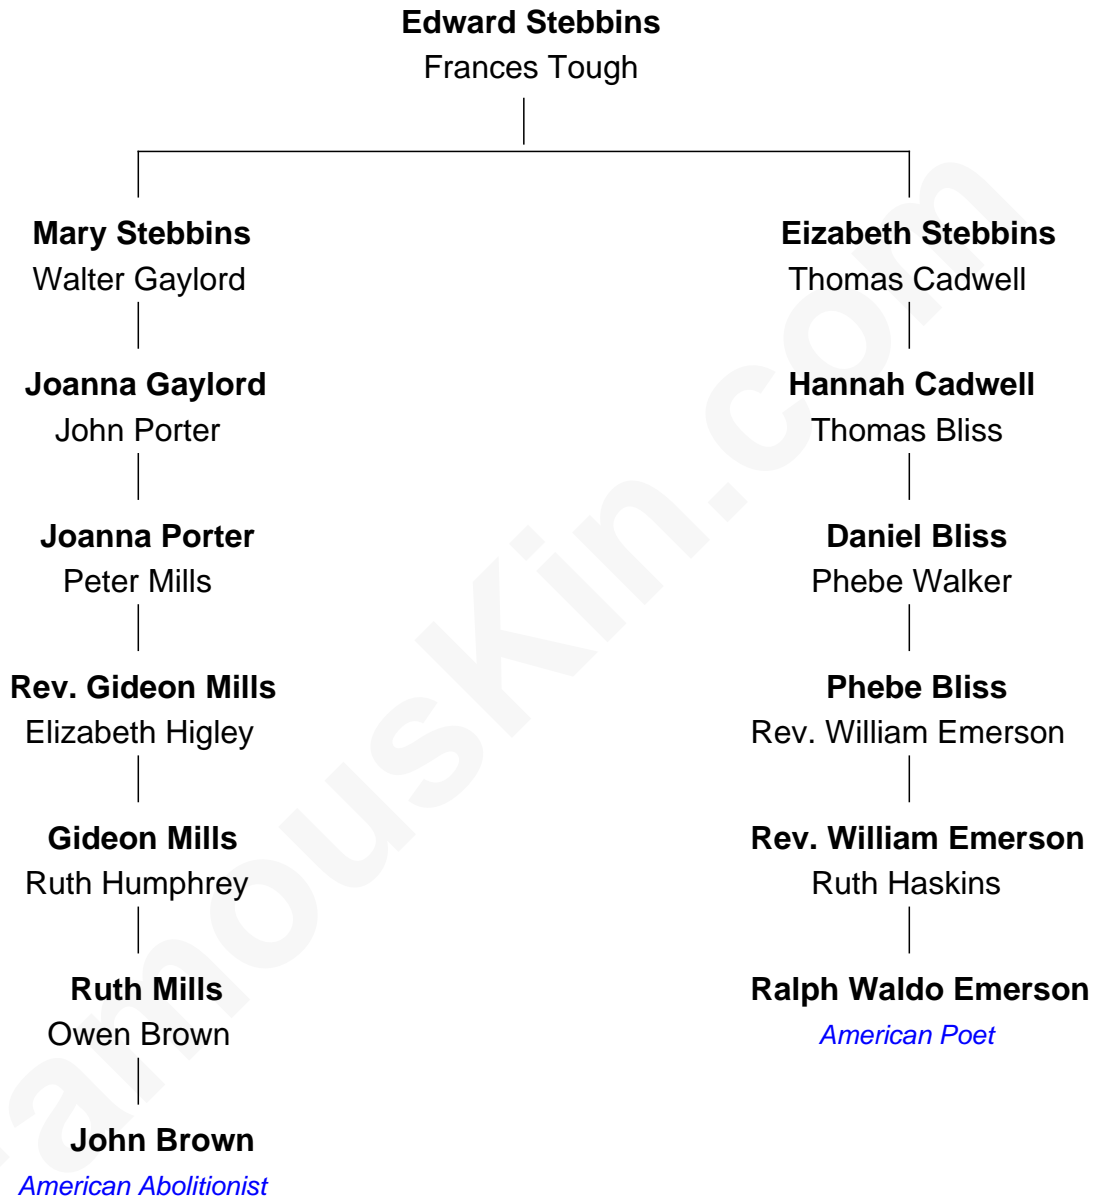 Edward Stebbins
Frances Tough
Mary Stebbins
Walter Gaylord
Eizabeth Stebbins
Thomas Cadwell
Joanna Gaylord
John Porter
Hannah Cadwell
Thomas Bliss
Joanna Porter
Peter Mills
Daniel Bliss
Phebe Walker
Rev. Gideon Mills
Elizabeth Higley
Phebe Bliss
Rev. William Emerson
Gideon Mills
Ruth Humphrey
Rev. William Emerson
Ruth Haskins
Ruth Mills
Owen Brown
Ralph Waldo Emerson
American Poet
John Brown
American Abolitionist
FamousKin.com